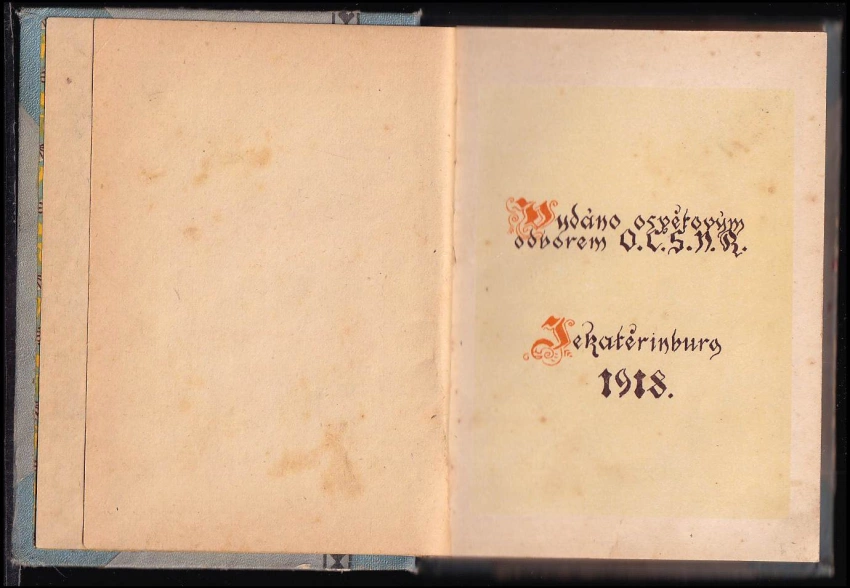 Vydáno osvětovým
odborem O.Č.S.N.R.
Jekatěrinburg
1918.